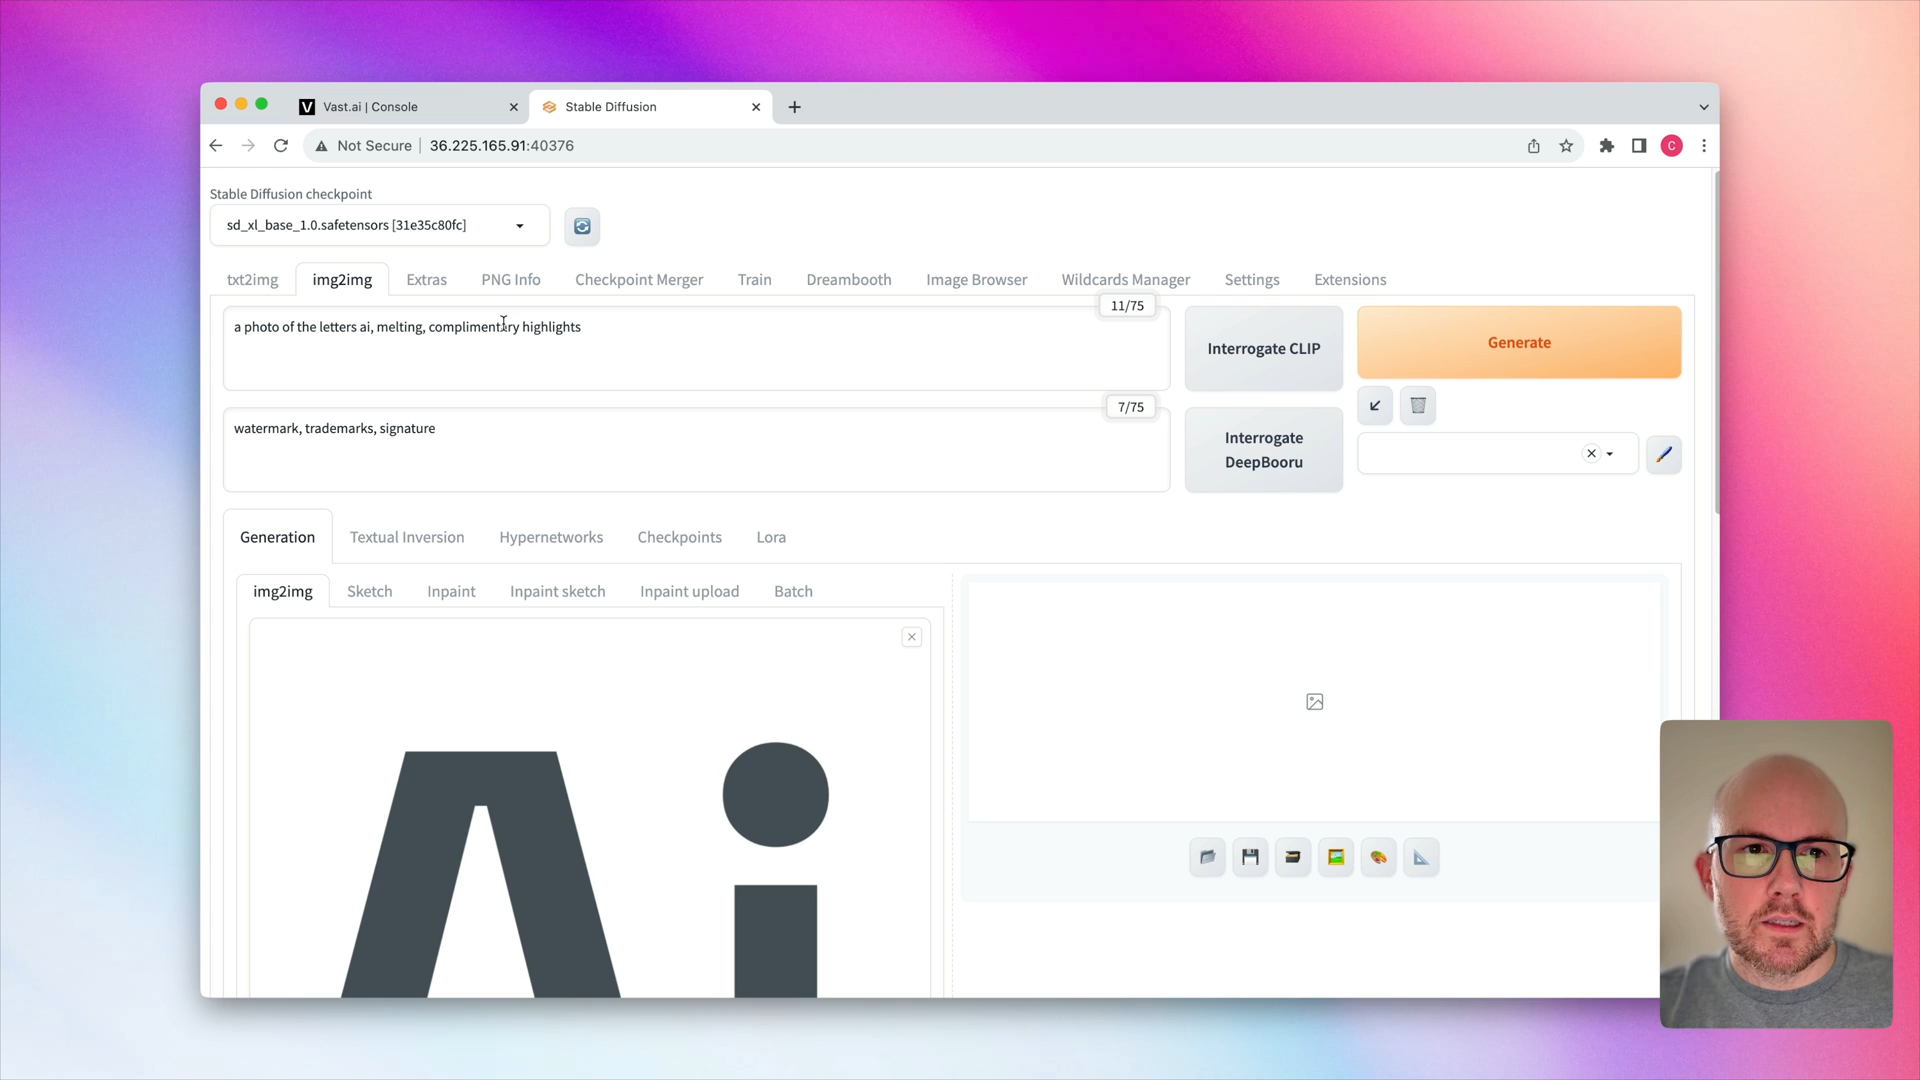 Vast.ai | Console
Stable Diffusion
Not Secure
36.225.165.91:40376
C
Stable Diffusion checkpoint
sd_xl_base_1.0.safetensors [31e35c80fc]
txt2img img2img Extras PNG Info Checkpoint Merger Train Dreambooth Image Browser Wildcards Manager Settings Extensions
11/75
a photo of the letters ai, melting, complimentary highlights
Interrogate CLIP
Generate
7/75
watermark, trademarks, signature
Interrogate
DeepBooru
Generation Textual Inversion Hypernetworks Checkpoints Lora
img2img Sketch Inpaint Inpaint sketch Inpaint upload Batch
Ai